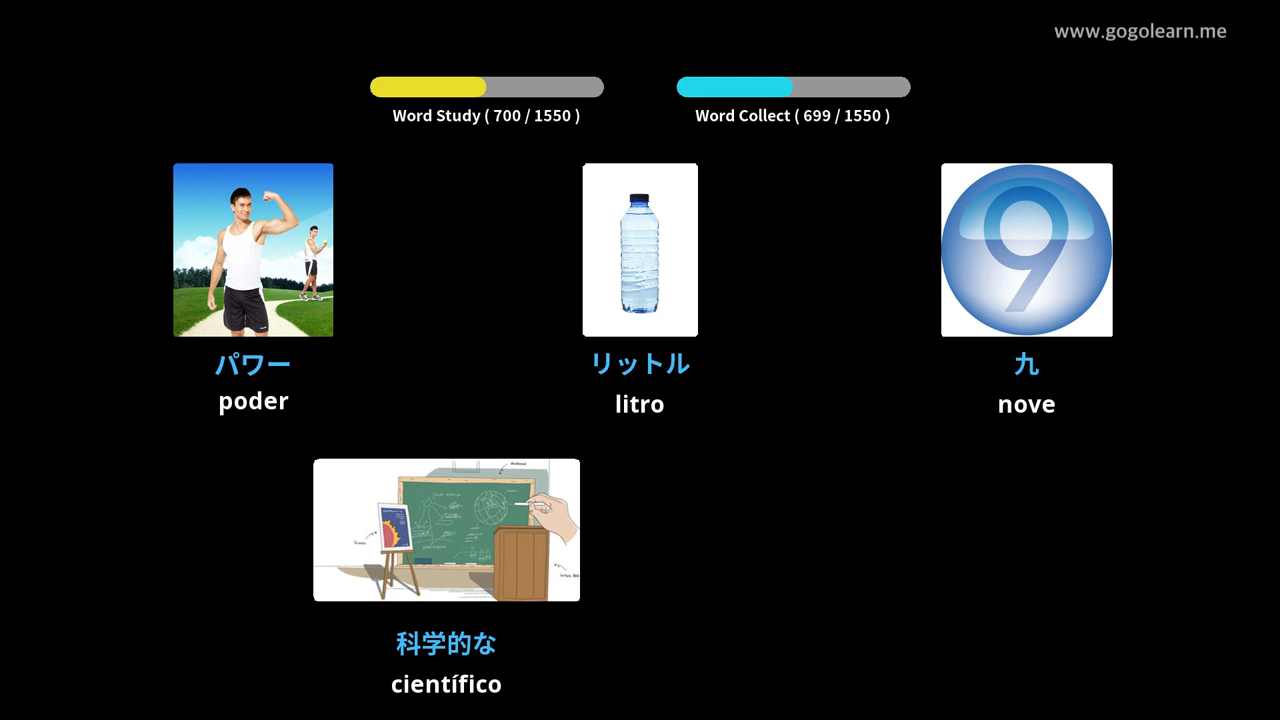 www.gogolearn.me
Word Study ( 700 / 1550 )
Word Collect ( 699 / 1550 )
9
パワー
poder
リットル
litro
九
nove
科学的な
científico